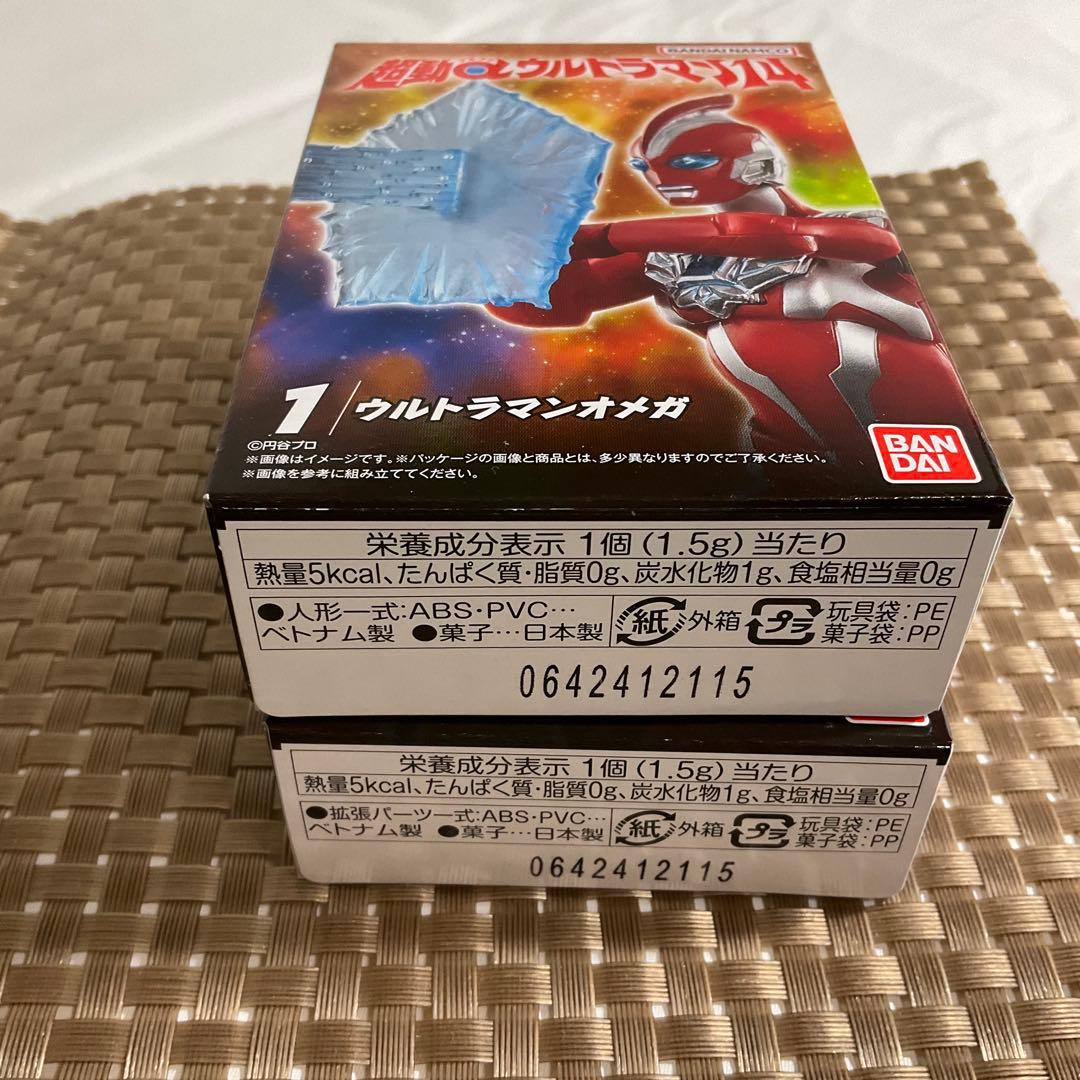 BANDAI NAMCO
超動αウルトラマン14
1/ウルトラマンオメガ
©円谷プロ
※画像はイメージです。※パッケージの画像と商品とは、多少異なりますのでご了承ください。
※画像を参考に組み立ててください。
BAN
DAI
栄養成分表示 1個(1.5g)当たり
熱量5kcal、たんぱく質・脂質0g、炭水化物1g、食塩相当量0g
●人形一式:ABS・PVC…
ベトナム製 ●菓子…日本製
紙 外箱
プラ 玩具袋:PE
菓子袋:PP
0642412115
栄養成分表示 1個(1.5g)当たり
熱量5kcal、たんぱく質・脂質0g、炭水化物1g、食塩相当量0g
●拡張パーツ一式:ABS・PVC…
ベトナム製 ●菓子…日本製
紙 外箱
プラ 玩具袋:PE
菓子袋:PP
0642412115